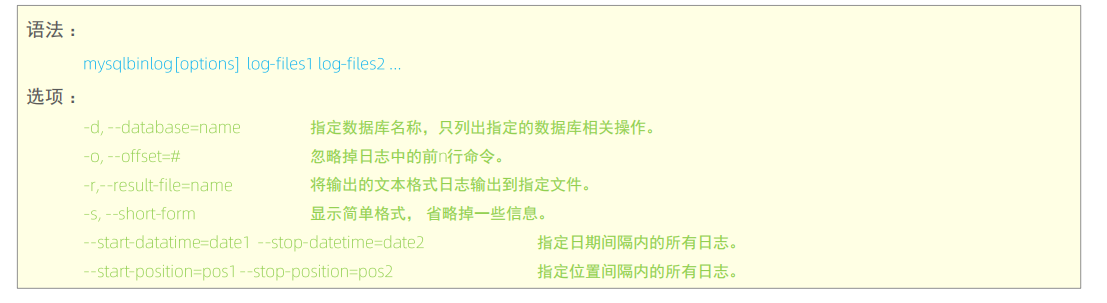 语法：
mysqlbinlog [options] log-files1 log-files2 ...
选项：
-d, --database=name 指定数据库名称，只列出指定的数据库相关操作。
-o, --offset=# 忽略掉日志中的前n行命令。
-r,--result-file=name 将输出的文本格式日志输出到指定文件。
-s, --short-form 显示简单格式， 省略掉一些信息。
--start-datatime=date1 --stop-datetime=date2 指定日期间隔内的所有日志。
--start-position=pos1 --stop-position=pos2 指定位置间隔内的所有日志。